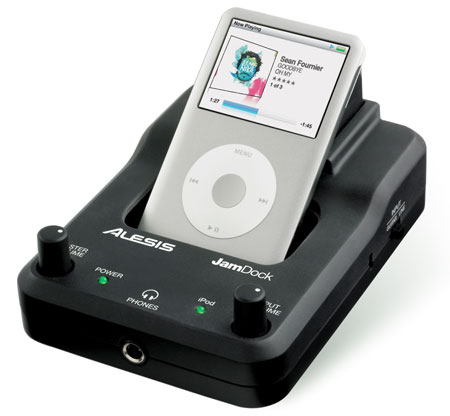 Now Playing
Sean Fournier
GOODBYE
OH MY
1 of 3
1:27
-1:45
MENU
ALESIS
JamDock
POWER
PHONES
iPod